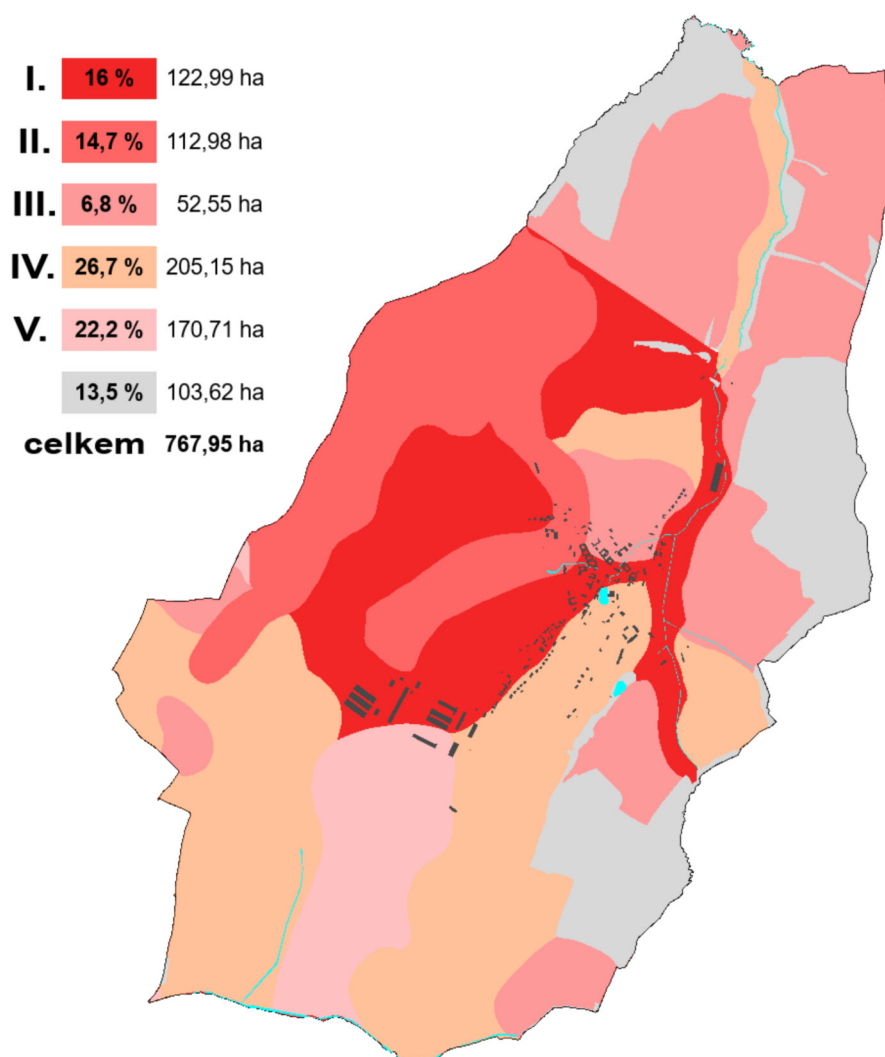 I. 16 % 122,99 ha
II. 14,7 % 112,98 ha
III. 6,8 % 52,55 ha
IV. 26,7 % 205,15 ha
V. 22,2 % 170,71 ha
13,5 % 103,62 ha
celkem 767,95 ha